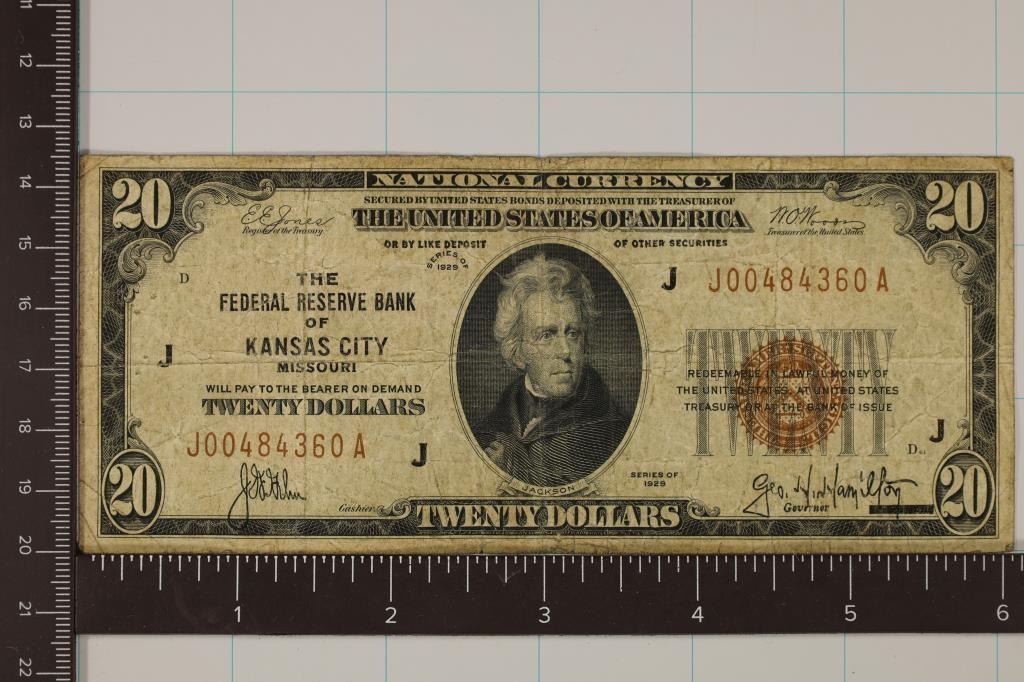 NATIONAL CURRENCY
SECURED BY UNITED STATES BONDS DEPOSITED WITH THE TREASURER OF
THE UNITED STATES OF AMERICA
OR BY LIKE DEPOSIT OF OTHER SECURITIES
20 20
E.E. Jones
Register of the Treasury
W.O. Woods
Treasurer of the United States
SERIES OF
1929
D
THE
FEDERAL RESERVE BANK
OF
KANSAS CITY
MISSOURI
WILL PAY TO THE BEARER ON DEMAND
TWENTY DOLLARS
J
J00484360A
J
J J00484360A
TWENTY
REDEEMABLE IN LAWFUL MONEY OF
THE UNITED STATES AT UNITED STATES
TREASURY OR AT THE BANK OF ISSUE
J
D
SERIES OF
1929
JACKSON
Cashier
Geo. H. Hamilton
Governor
20 TWENTY DOLLARS 20
11
12
13
14
15
16
17
18
19
20
21
22
1 2 3 4 5 6